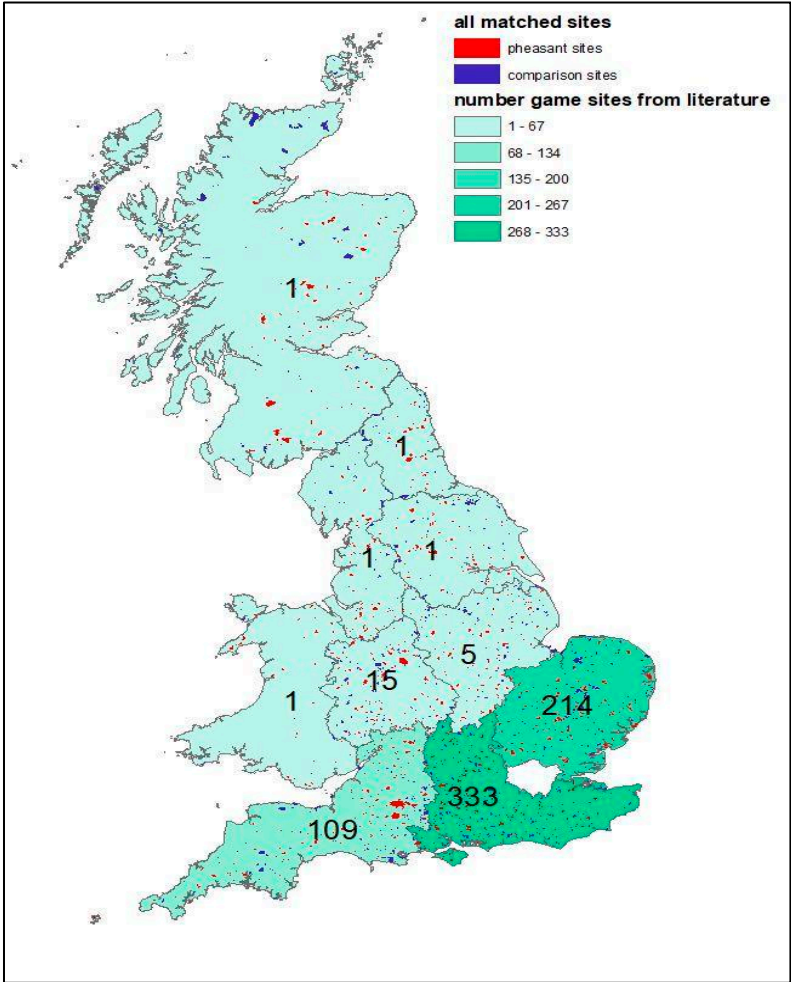 all matched sites
pheasant sites
comparison sites
number game sites from literature
1 - 67
68 - 134
135 - 200
201 - 267
268 - 333
1
1
1
1
5
15
1
214
333
109